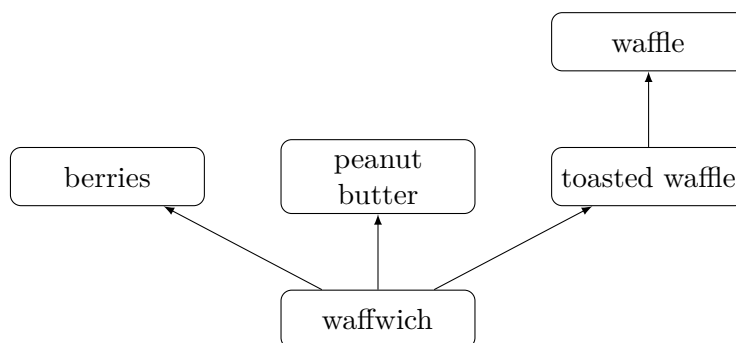 waffle
berries
peanut
butter
toasted waffle
waffwich